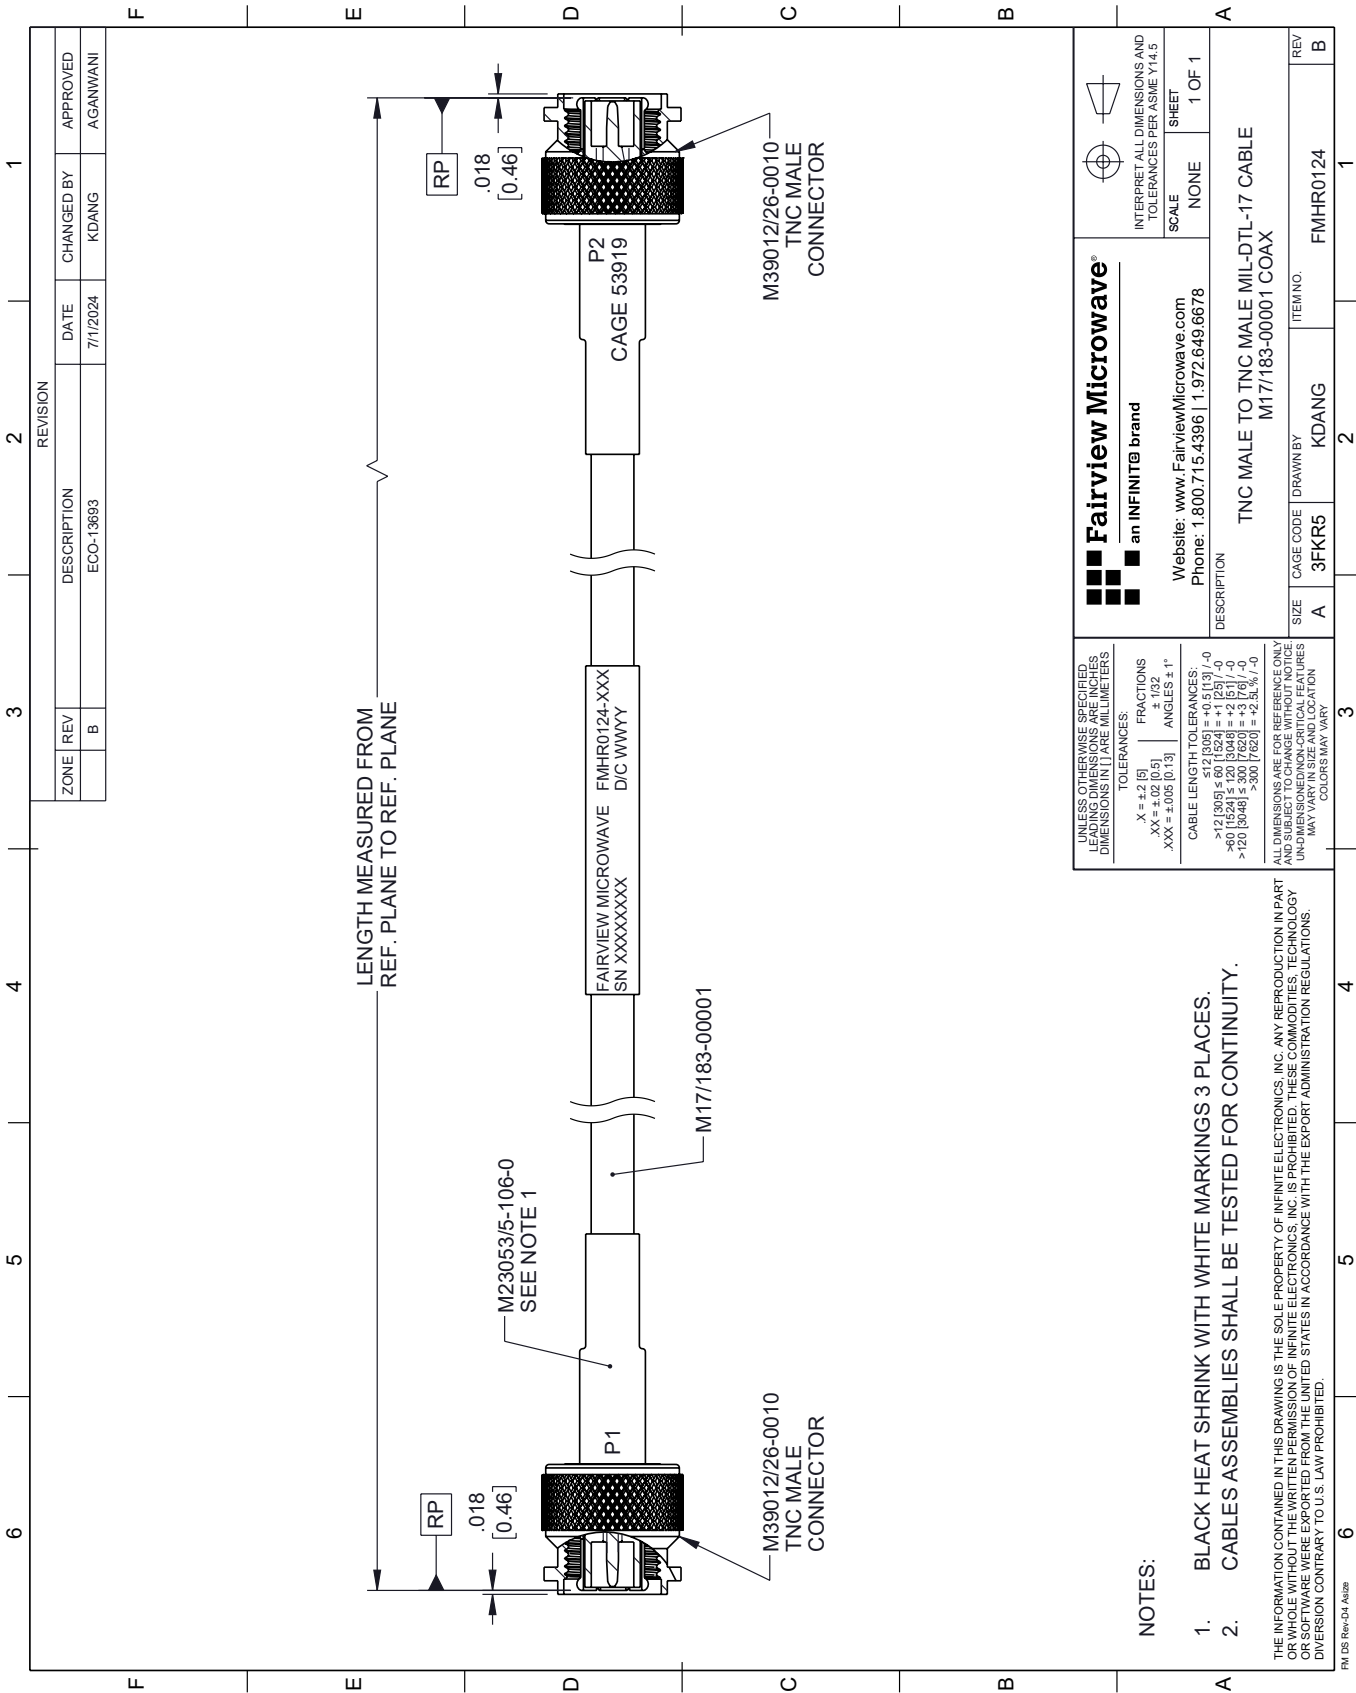 6
5
4
3
2
1
F
E
D
C
B
A
REVISION
ZONE
REV
DESCRIPTION
DATE
CHANGED BY
APPROVED
B
ECO-13693
7/1/2024
KDANG
AGANWANI
LENGTH MEASURED FROM
REF. PLANE TO REF. PLANE
RP
.018
[0.46]
RP
.018
[0.46]
M23053/5-106-0
SEE NOTE 1
P1
FAIRVIEW MICROWAVE FMHR0124-XXX
SN XXXXXXXX D/C WWYY
P2
CAGE 53919
M17/183-00001
M39012/26-0010
TNC MALE
CONNECTOR
M39012/26-0010
TNC MALE
CONNECTOR
NOTES:
1. BLACK HEAT SHRINK WITH WHITE MARKINGS 3 PLACES.
2. CABLES ASSEMBLIES SHALL BE TESTED FOR CONTINUITY.
THE INFORMATION CONTAINED IN THIS DRAWING IS THE SOLE PROPERTY OF INFINITE ELECTRONICS, INC. ANY REPRODUCTION IN PART
OR WHOLE WITHOUT THE WRITTEN PERMISSION OF INFINITE ELECTRONICS, INC. IS PROHIBITED. THESE COMMODITIES, TECHNOLOGY
OR SOFTWARE WERE EXPORTED FROM THE UNITED STATES IN ACCORDANCE WITH THE EXPORT ADMINISTRATION REGULATIONS.
DIVERSION CONTRARY TO U.S. LAW PROHIBITED.
UNLESS OTHERWISE SPECIFIED
LEADING DIMENSIONS ARE INCHES
DIMENSIONS IN [ ] ARE MILLIMETERS
TOLERANCES:
.X = ±.2 [5]
.XX = ±.02 [0.5]
.XXX = ±.005 [0.13]
FRACTIONS
± 1/32
ANGLES ± 1°
CABLE LENGTH TOLERANCES:
≤12 [305] = +0.5 [13] / -0
>12 [305] ≤ 60 [1524] = +1 [25] / -0
>60 [1524] ≤ 120 [3048] = +2 [51] / -0
>120 [3048] ≤ 300 [7620] = +3 [76] / -0
>300 [7620] = +2.5L% / -0
ALL DIMENSIONS ARE FOR REFERENCE ONLY
AND SUBJECT TO CHANGE WITHOUT NOTICE.
UN-DIMENSIONED/NON-CRITICAL FEATURES
MAY VARY IN SIZE AND LOCATION
COLORS MAY VARY
Fairview Microwave®
an INFINIT@ brand
Website: www.FairviewMicrowave.com
Phone: 1.800.715.4396 | 1.972.649.6678
INTERPRET ALL DIMENSIONS AND
TOLERANCES PER ASME Y14.5
SCALE
NONE
SHEET
1 OF 1
DESCRIPTION
TNC MALE TO TNC MALE MIL-DTL-17 CABLE
M17/183-00001 COAX
SIZE
A
CAGE CODE
3FKR5
DRAWN BY
KDANG
ITEM NO.
FMHR0124
REV
B
FM DS Rev-D4 Asize
6
5
4
3
2
1
F
E
D
C
B
A